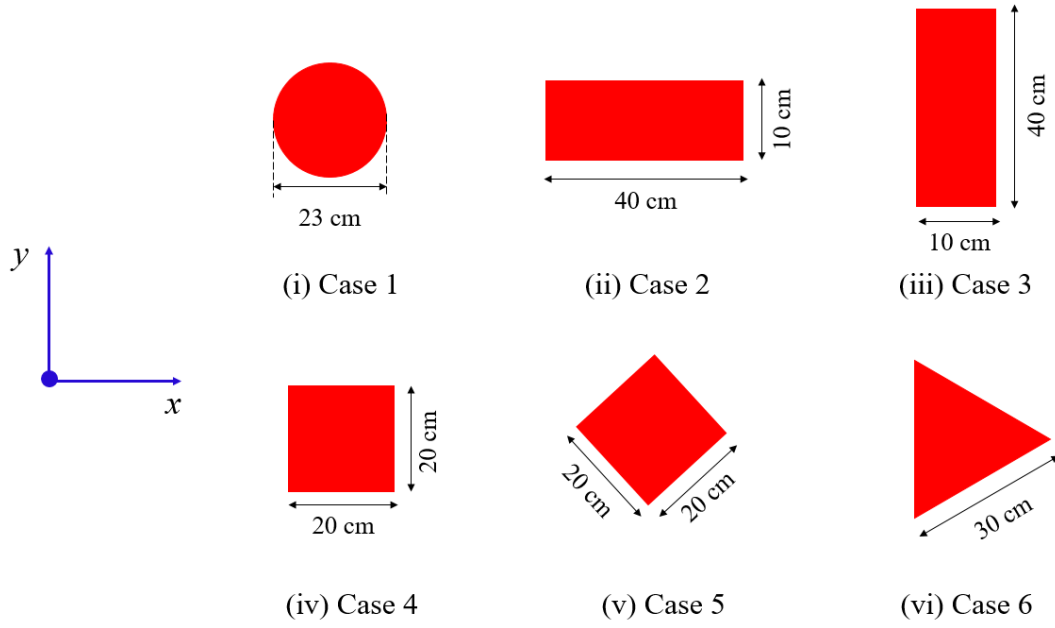 23 cm
(i) Case 1
40 cm
10 cm
(ii) Case 2
40 cm
10 cm
(iii) Case 3
y
x
20 cm
20 cm
(iv) Case 4
20 cm
20 cm
(v) Case 5
30 cm
(vi) Case 6